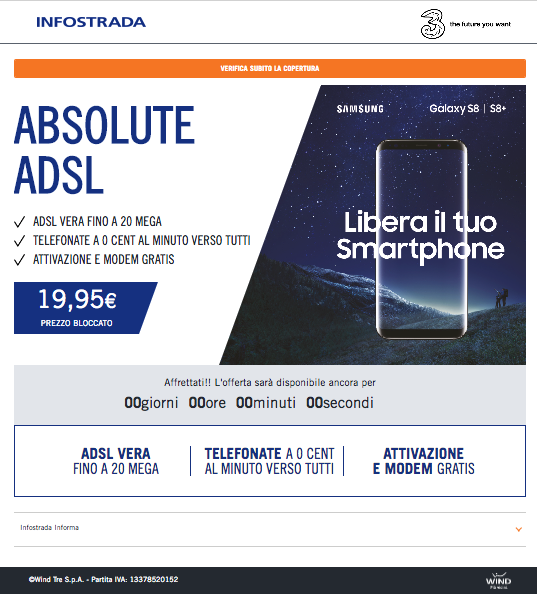 INFOSTRADA
3 the future you want
VERIFICA SUBITO LA COPERTURA
ABSOLUTE
ADSL
ADSL VERA FINO A 20 MEGA
TELEFONATE A 0 CENT AL MINUTO VERSO TUTTI
ATTIVAZIONE E MODEM GRATIS
19,95€
PREZZO BLOCCATO
SAMSUNG
Galaxy S8 | S8+
Libera il tuo
Smartphone
Affrettati!! L'offerta sarà disponibile ancora per
00giorni 00ore 00minuti 00secondi
ADSL VERA
FINO A 20 MEGA
TELEFONATE A 0 CENT
AL MINUTO VERSO TUTTI
ATTIVAZIONE
E MODEM GRATIS
Infostrada Informa
©Wind Tre S.p.A. - Partita IVA: 13378520152
WIND